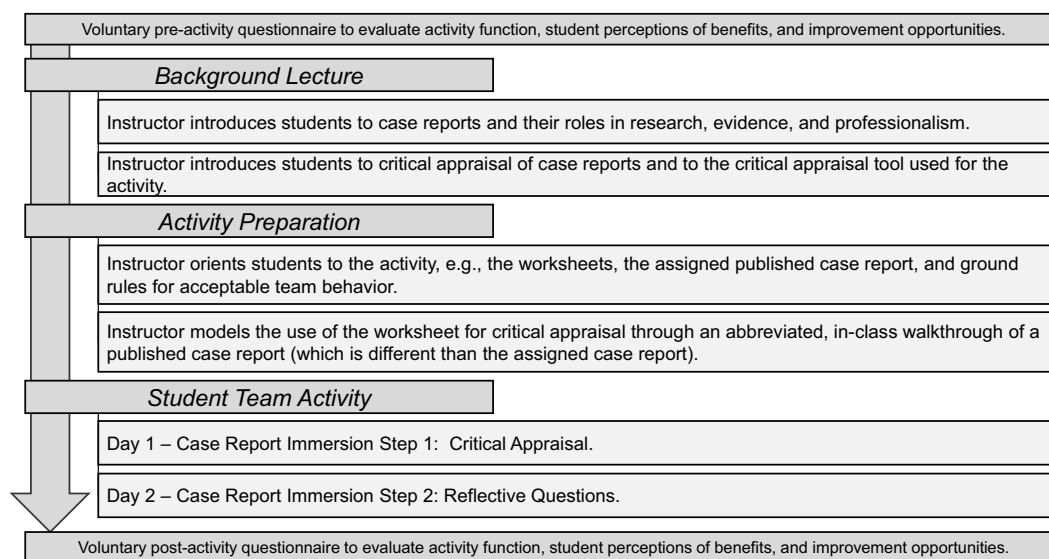 Voluntary pre-activity questionnaire to evaluate activity function, student perceptions of benefits, and improvement opportunities.
Background Lecture
Instructor introduces students to case reports and their roles in research, evidence, and professionalism.
Instructor introduces students to critical appraisal of case reports and to the critical appraisal tool used for the
activity.
Activity Preparation
Instructor orients students to the activity, e.g., the worksheets, the assigned published case report, and ground
rules for acceptable team behavior.
Instructor models the use of the worksheet for critical appraisal through an abbreviated, in-class walkthrough of a
published case report (which is different than the assigned case report).
Student Team Activity
Day 1 – Case Report Immersion Step 1:  Critical Appraisal.
Day 2 – Case Report Immersion Step 2: Reflective Questions.
Voluntary post-activity questionnaire to evaluate activity function, student perceptions of benefits, and improvement opportunities.